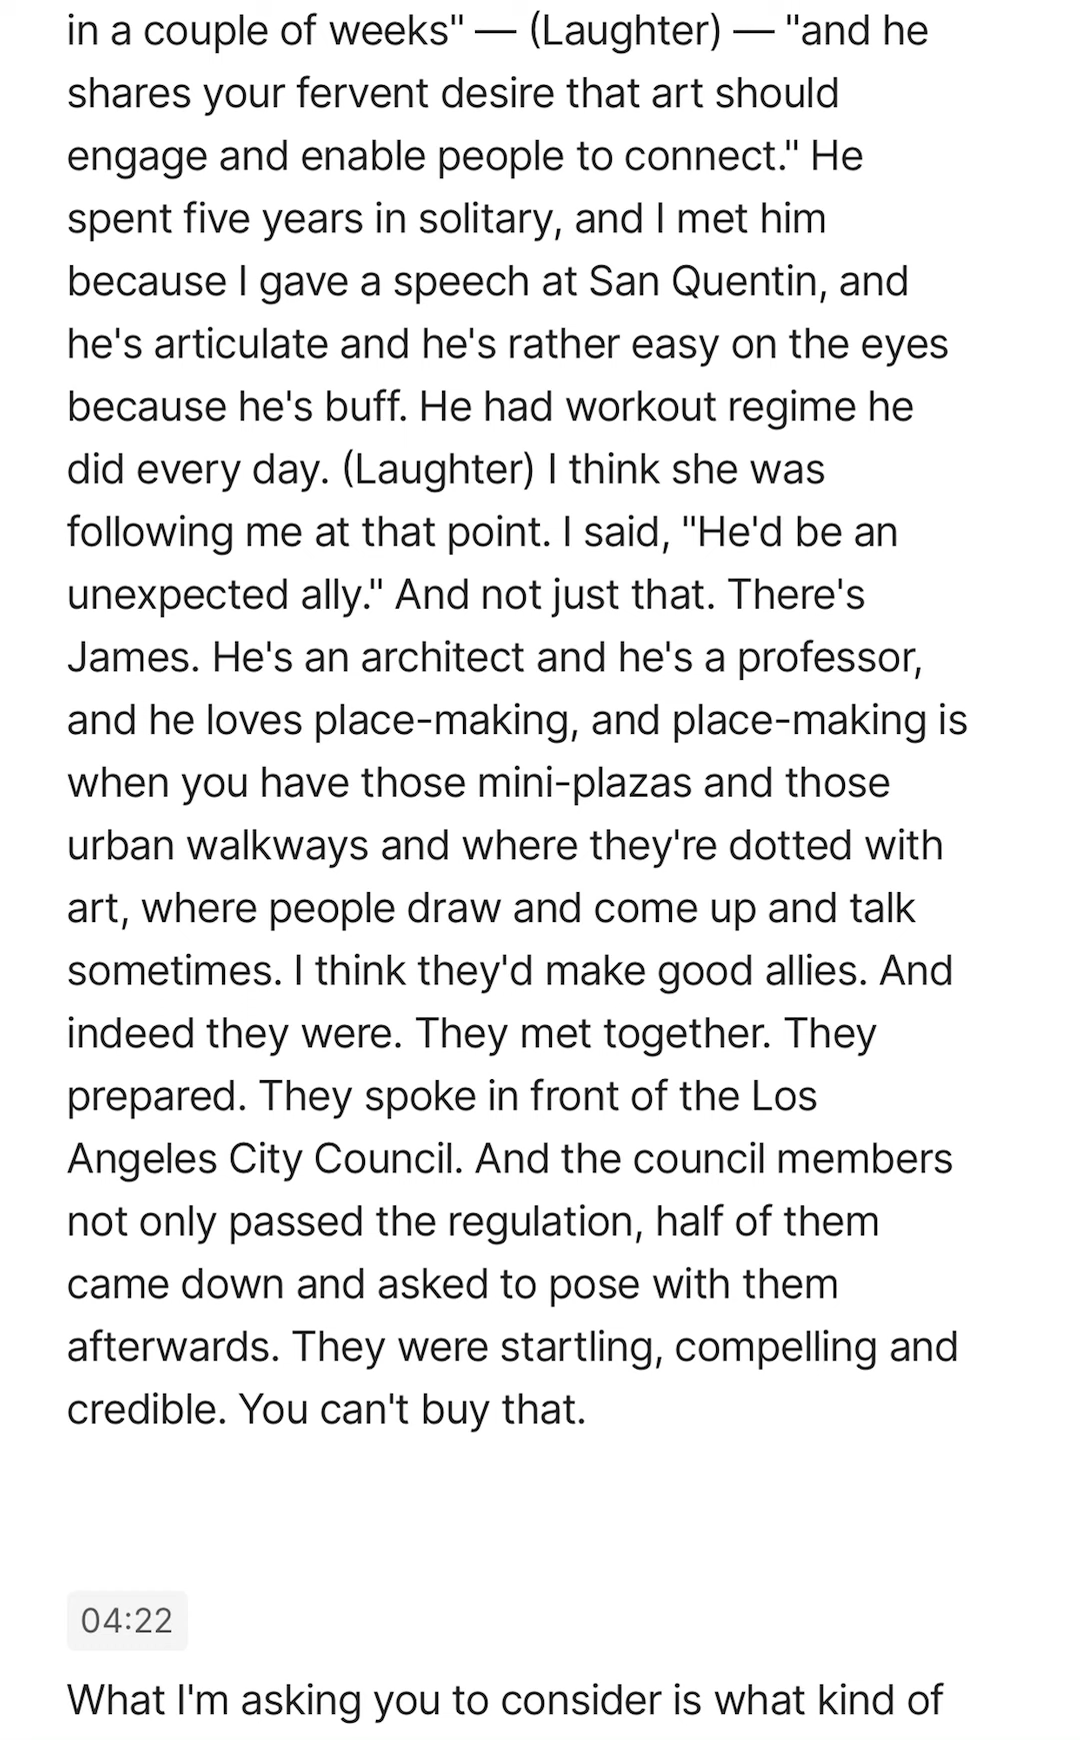 in a couple of weeks" — (Laughter) — "and he
shares your fervent desire that art should
engage and enable people to connect." He
spent five years in solitary, and I met him
because I gave a speech at San Quentin, and
he's articulate and he's rather easy on the eyes
because he's buff. He had workout regime he
did every day. (Laughter) I think she was
following me at that point. I said, "He'd be an
unexpected ally." And not just that. There's
James. He's an architect and he's a professor,
and he loves place-making, and place-making is
when you have those mini-plazas and those
urban walkways and where they're dotted with
art, where people draw and come up and talk
sometimes. I think they'd make good allies. And
indeed they were. They met together. They
prepared. They spoke in front of the Los
Angeles City Council. And the council members
not only passed the regulation, half of them
came down and asked to pose with them
afterwards. They were startling, compelling and
credible. You can't buy that.
04:22
What I'm asking you to consider is what kind of